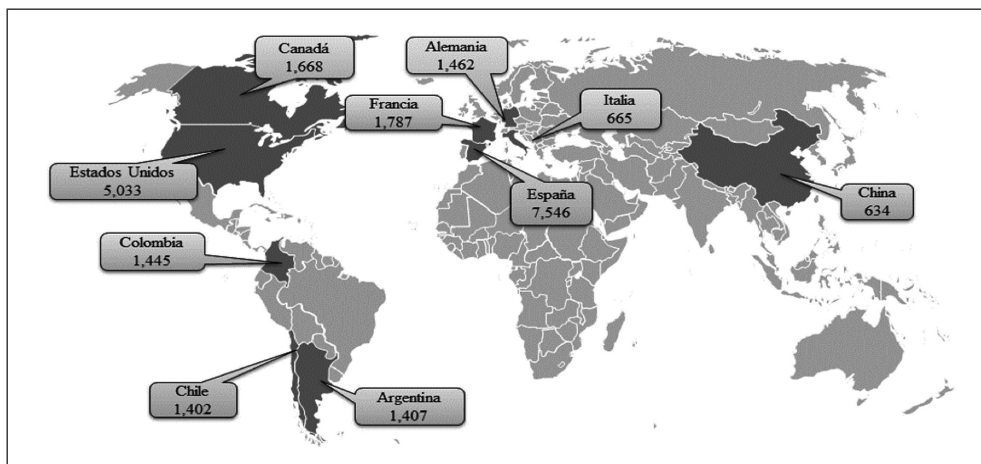 Canadá
1,668
Alemania
1,462
Francia
1,787
Italia
665
Estados Unidos
5,033
España
7,546
China
634
Colombia
1,445
Chile
1,402
Argentina
1,407